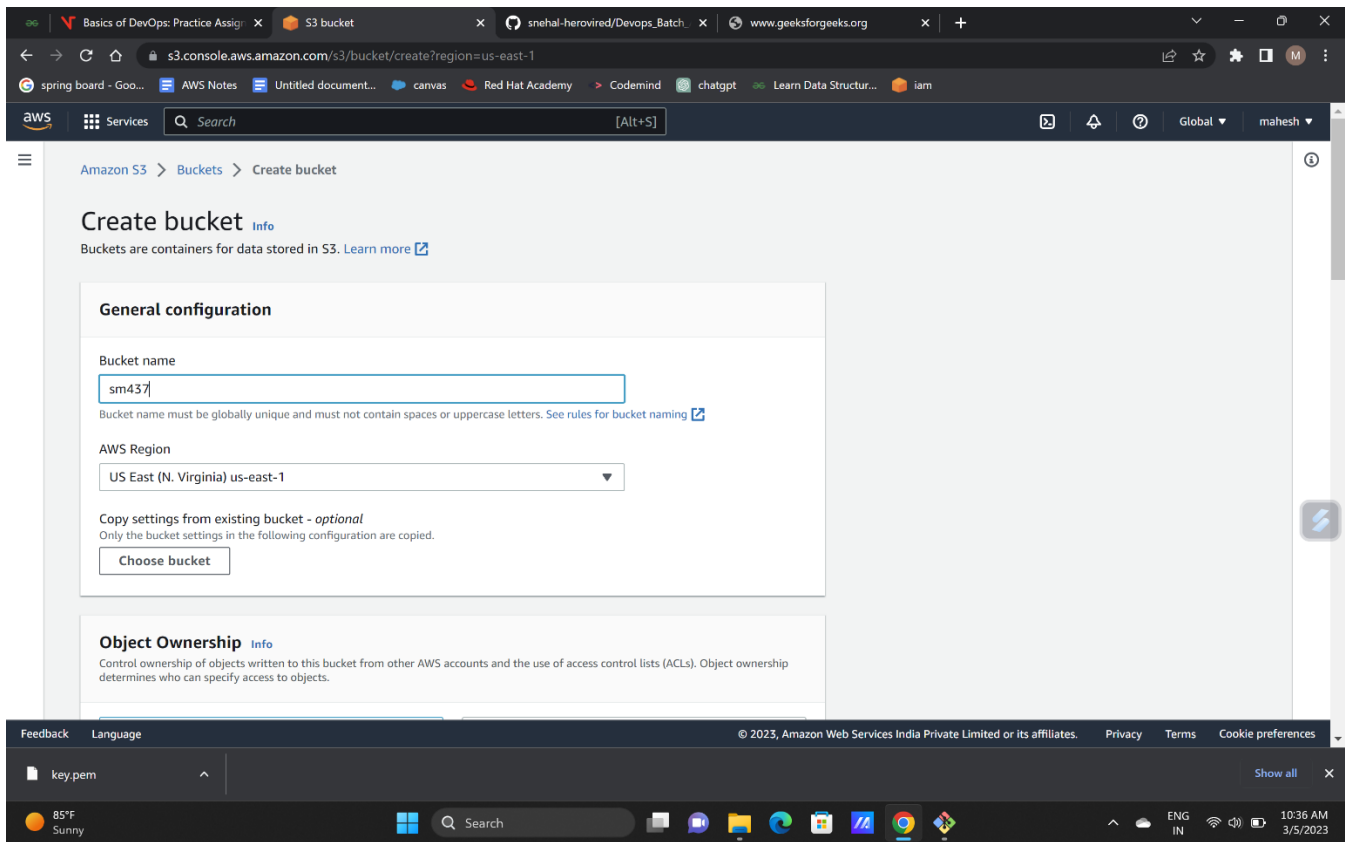 Basics of DevOps: Practice Assign
S3 bucket
snehal-herovired/Devops_Batch_
www.geeksforgeeks.org
s3.console.aws.amazon.com/s3/bucket/create?region=us-east-1
M
spring board - Goo...
AWS Notes
Untitled document...
canvas
Red Hat Academy
Codemind
chatgpt
Learn Data Structur...
iam
aws
Services
Search
[Alt+S]
Global
mahesh
Amazon S3 > Buckets > Create bucket
Create bucket Info
Buckets are containers for data stored in S3. Learn more
General configuration
Bucket name
sm437
Bucket name must be globally unique and must not contain spaces or uppercase letters. See rules for bucket naming
AWS Region
US East (N. Virginia) us-east-1
Copy settings from existing bucket - optional
Only the bucket settings in the following configuration are copied.
Choose bucket
Object Ownership Info
Control ownership of objects written to this bucket from other AWS accounts and the use of access control lists (ACLs). Object ownership
determines who can specify access to objects.
Feedback
Language
© 2023, Amazon Web Services India Private Limited or its affiliates.
Privacy
Terms
Cookie preferences
key.pem
Show all
85°F
Sunny
Search
ENG
IN
10:36 AM
3/5/2023